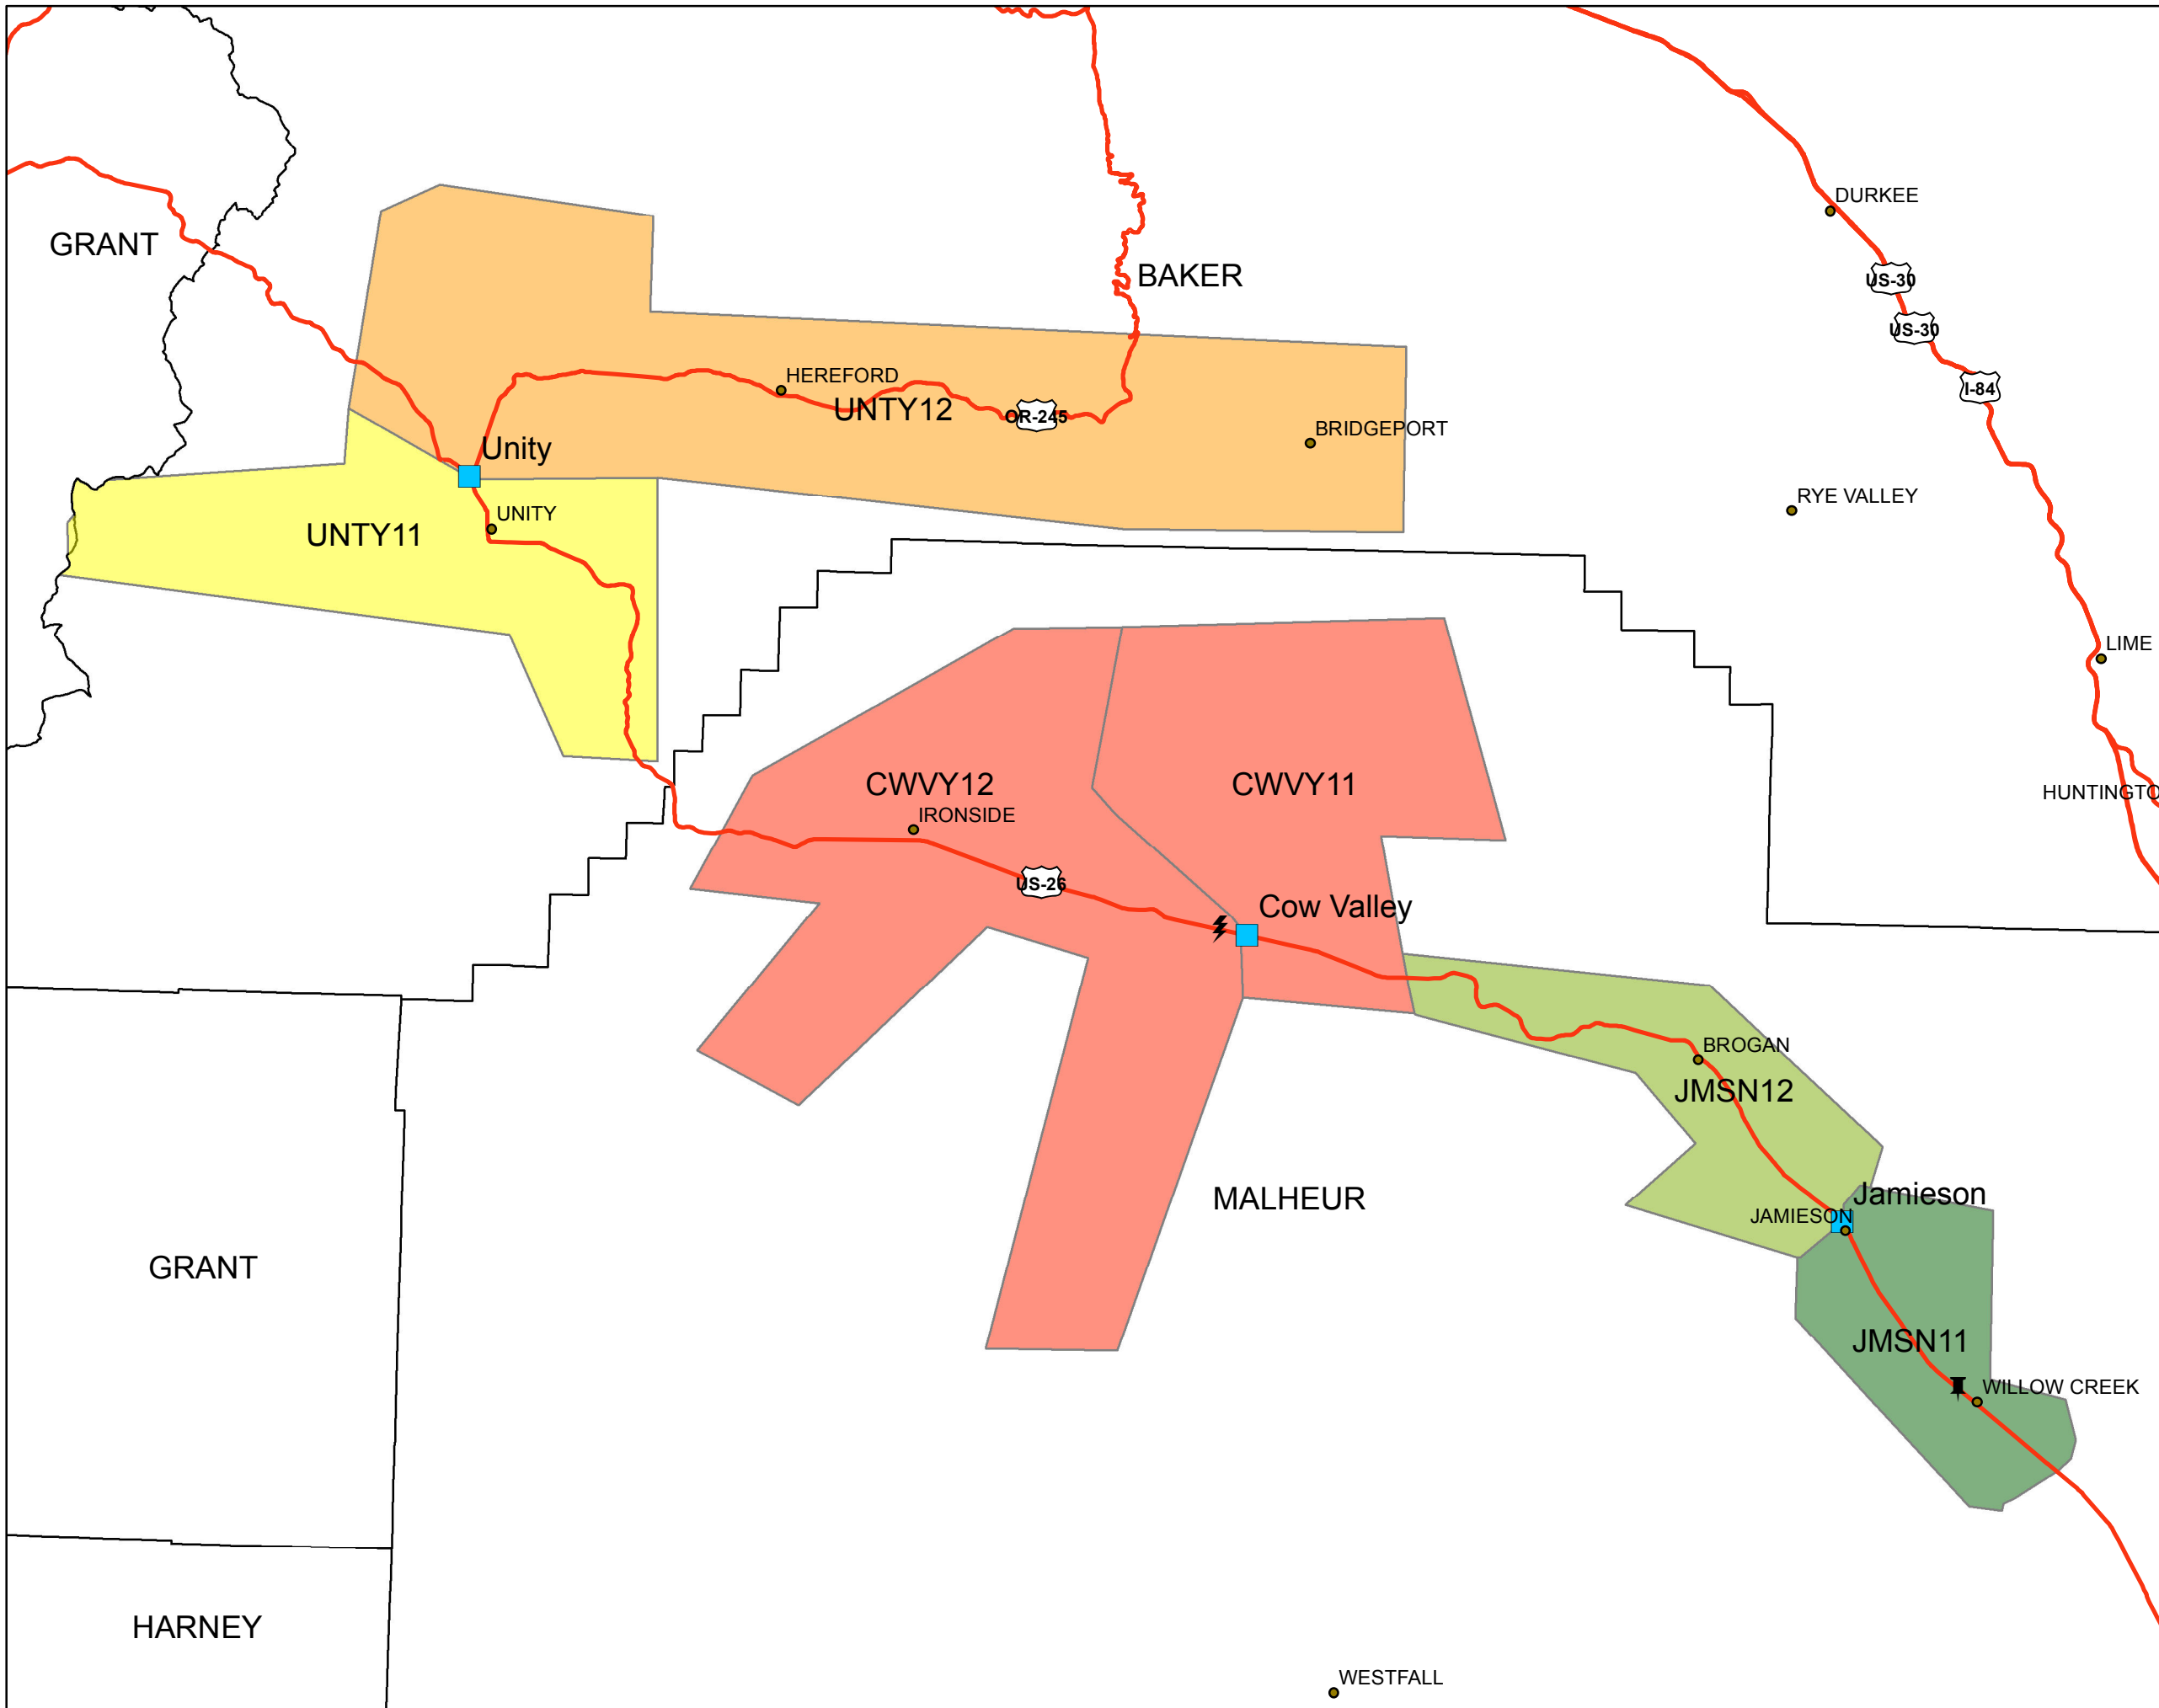 DURKEE
GRANT
BAKER
US-30
US-30
HEREFORD
I-84
UNTY12
OR-245
BRIDGEPORT
Unity
RYE VALLEY
UNITY
UNTY11
LIME
CWVY12
CWVY11
HUNTINGTO
IRONSIDE
US-26
Cow Valley
BROGAN
JMSN12
Jamieson
MALHEUR
JAMIESON
GRANT
JMSN11
WILLOW CREEK
HARNEY
WESTFALL